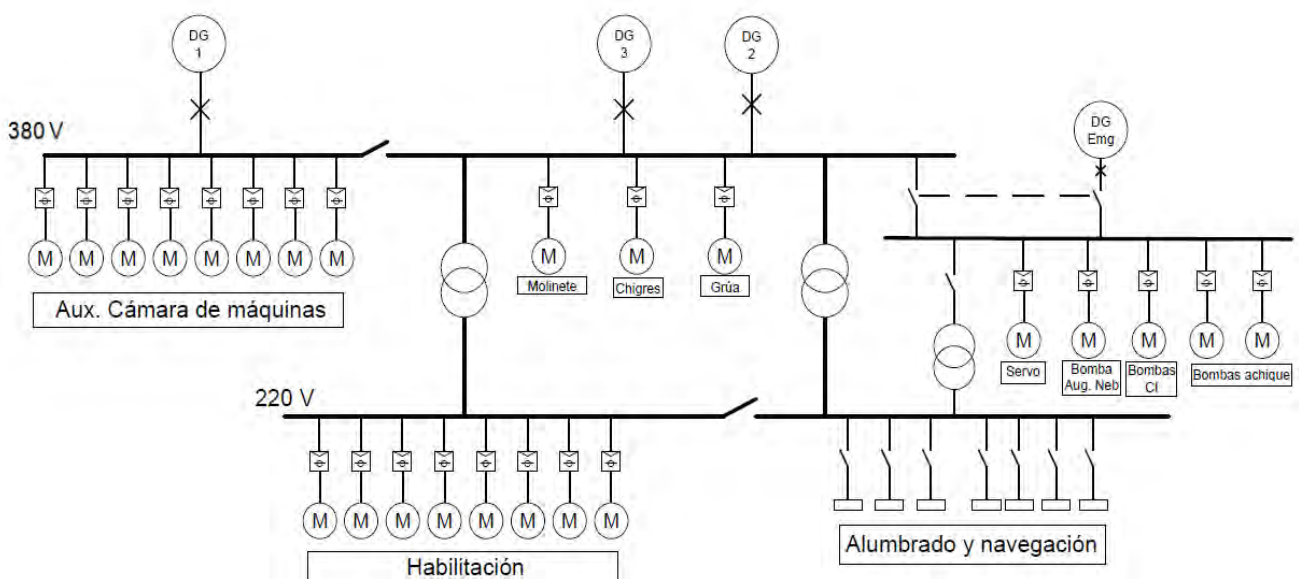 DG
1
DG
3
DG
2
380 V
DG
Emg
M
M
M
M
M
M
M
M
M
M
M
Molinete
Chigres
Grúa
Aux. Cámara de máquinas
M
M
M
M
M
Servo
Bomba
Aug. Neb
Bombas
CI
Bombas achique
220 V
M
M
M
M
M
M
M
M
Habilitación
Alumbrado y navegación